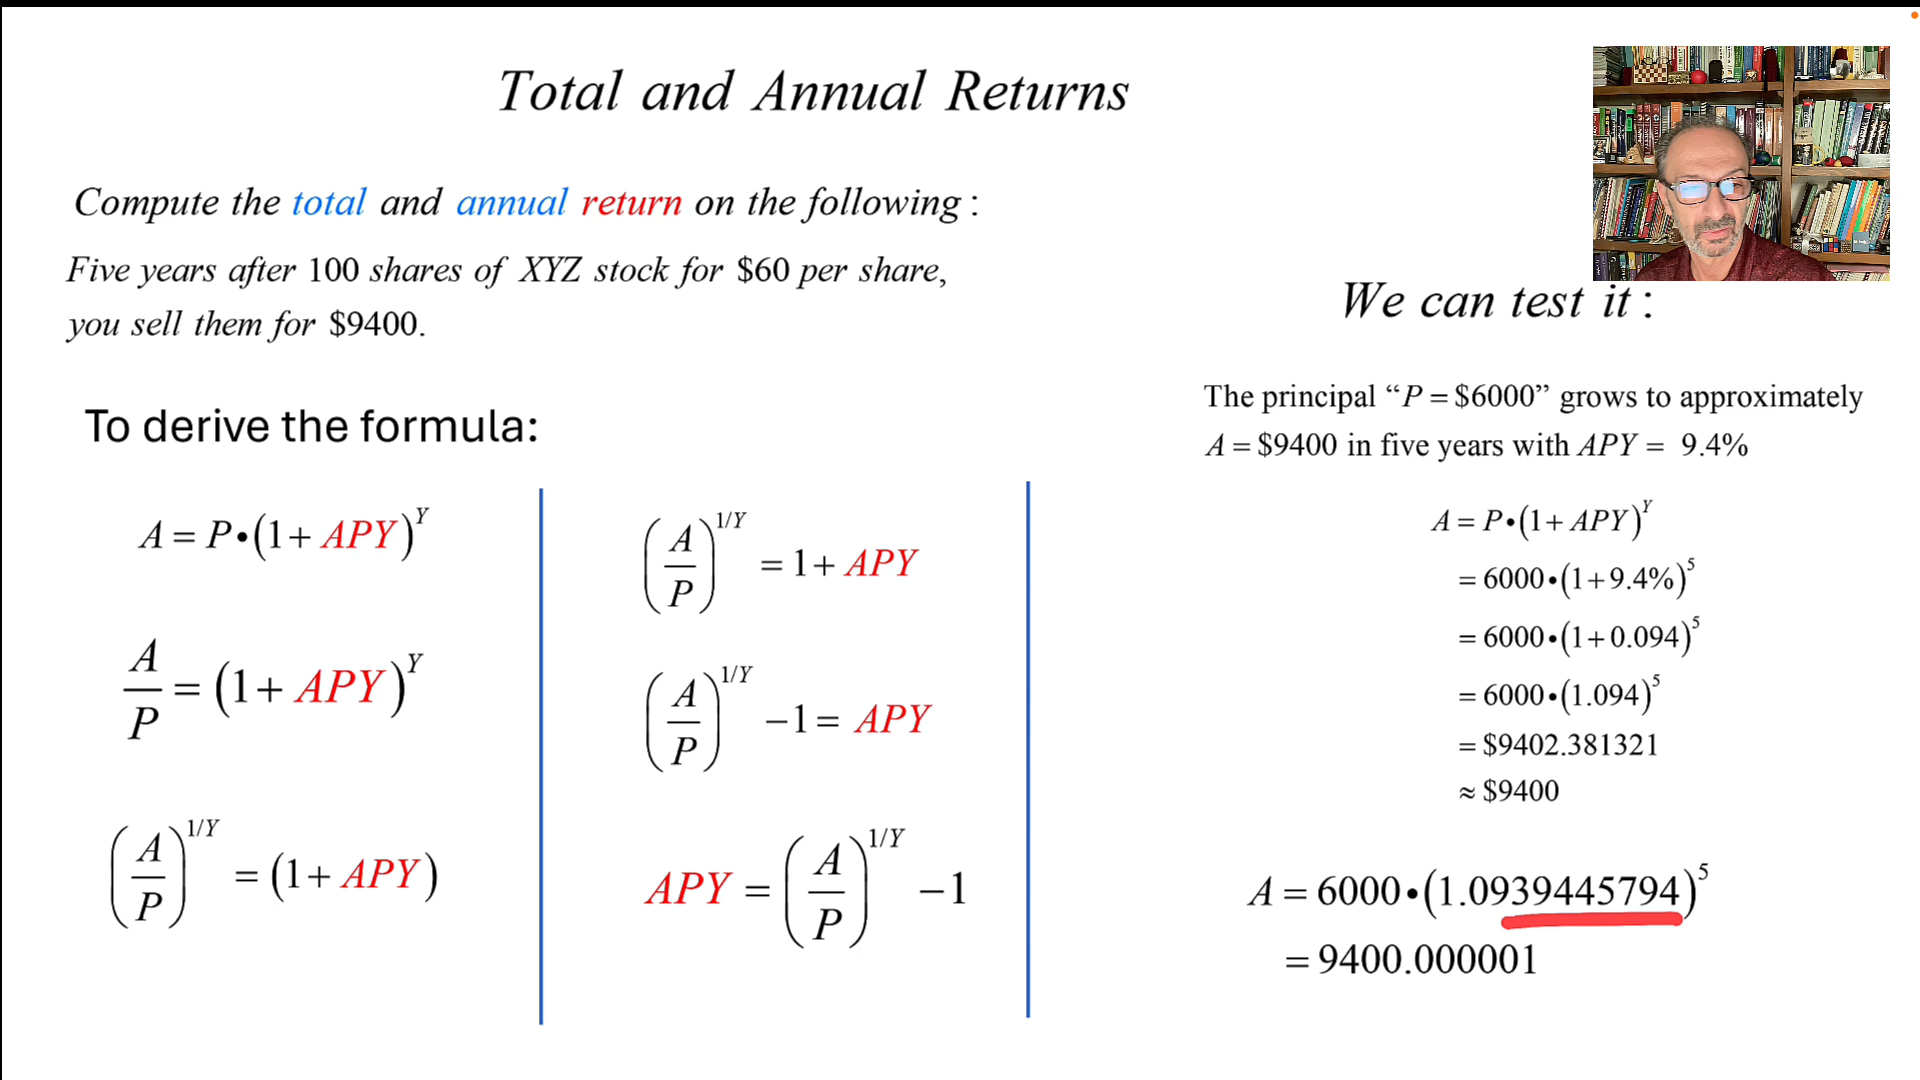 Total and Annual Returns
Compute the total and annual return on the following :
Five years after 100 shares of XYZ stock for $60 per share,
you sell them for $9400.
To derive the formula:
A = P•(1+ APY)^Y
A/P = (1+ APY)^Y
(A/P)^1/Y = (1+ APY)
(A/P)^1/Y = 1+ APY
(A/P)^1/Y −1= APY
APY = (A/P)^1/Y −1
We can test it :
The principal “P = $6000” grows to approximately
A = $9400 in five years with APY = 9.4%
A = P•(1+ APY)^Y
= 6000•(1+9.4%)^5
= 6000•(1+0.094)^5
= 6000•(1.094)^5
= $9402.381321
≈ $9400
A = 6000•(1.0939445794)^5
= 9400.000001